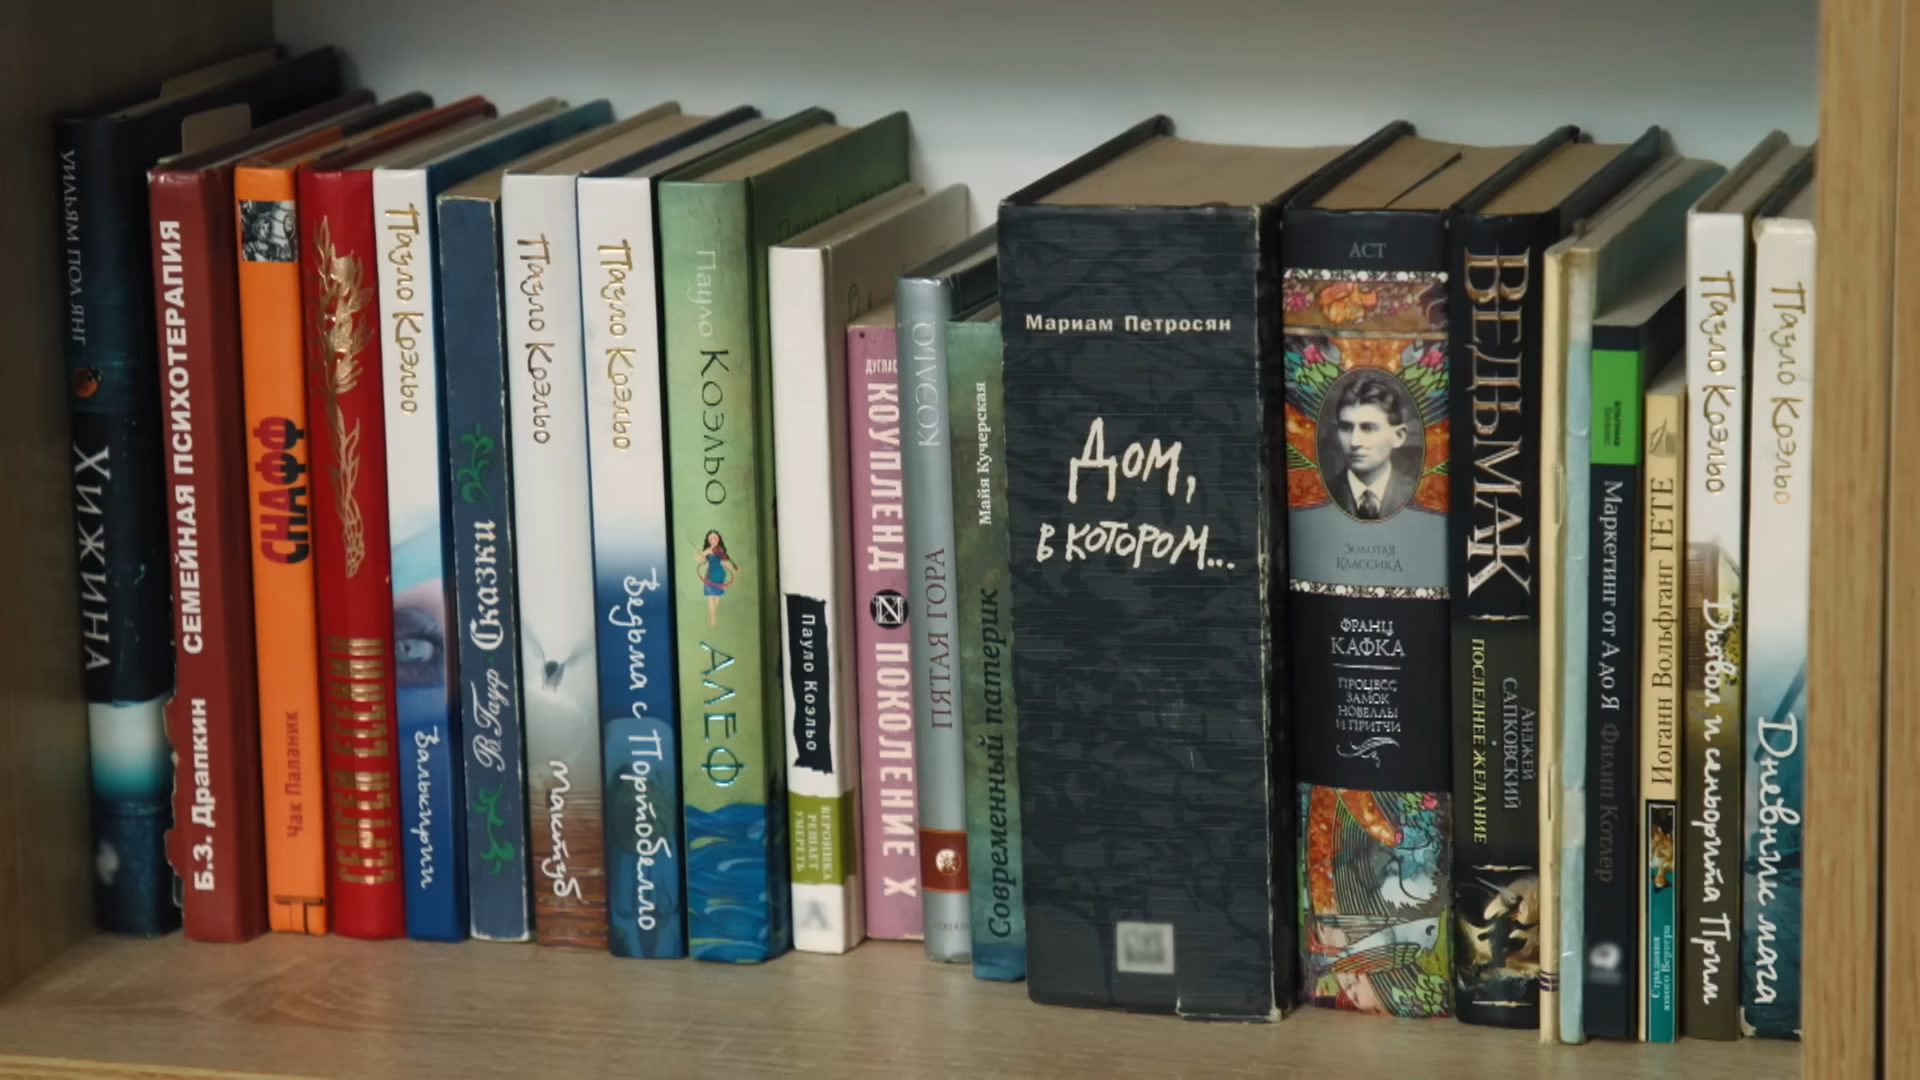 УИЛЬЯМ ПОЛ ЯНГ
ХИЖИНА
Б.З. Драпкин СЕМЕЙНАЯ ПСИХОТЕРАПИЯ
Чак Паланик СНАФФ
Пауло Коэльо
Валькирии
В. Гауф · Сказки
Пауло Коэльо
Мактуб
Пауло Коэльо
Ведьма с Портобелло
Пауло Коэльо
АЛЕФ
Пауло Коэльо
ВЕРОНИКА
РЕШАЕТ
УМЕРЕТЬ
ДУГЛАС
КОУПЛЕНД ПОКОЛЕНИЕ Х
ПЯТАЯ ГОРА КОЭЛЬО
Современный патерик Майя Кучерская
Мариам Петросян
Дом,
в котором...
АСТ
ЗОЛОТАЯ
КЛАССИКА
ФРАНЦ
КАФКА
ПРОЦЕСС
ЗАМОК
НОВЕЛЛЫ
И ПРИТЧИ
ВЕДЬМАК
АНДЖЕЙ
САПКОВСКИЙ
ПОСЛЕДНЕЕ ЖЕЛАНИЕ
альпина
бизнес
Маркетинг от А до Я Филип Котлер
Иоганн Вольфганг ГЕТЕ
Пауло Коэльо
Дьявол и сеньорита Прим
Пауло Коэльо
Дневник мага